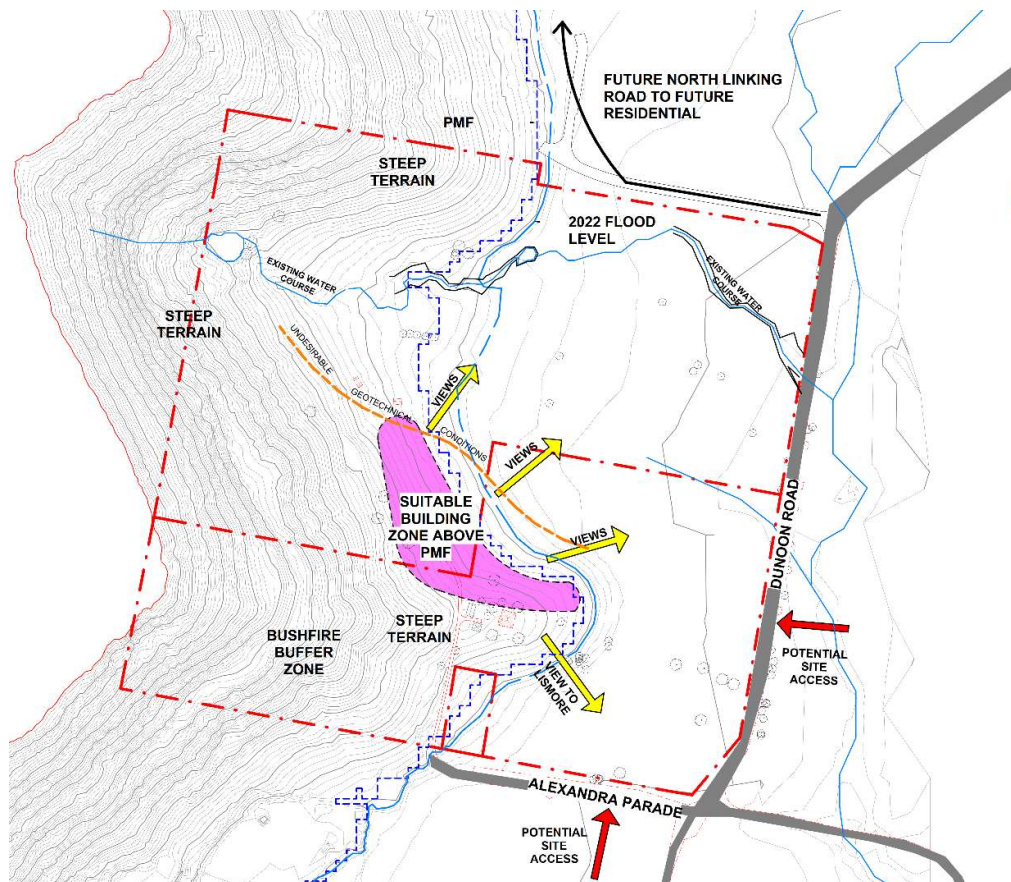 FUTURE NORTH LINKING
ROAD TO FUTURE
RESIDENTIAL
PMF
STEEP
TERRAIN
2022 FLOOD
LEVEL
EXISTING WATER
COURSE
EXISTING WATER
COURSE
STEEP
TERRAIN
UNDESIRABLE
GEOTECHNICAL
CONDITIONS
VIEWS
VIEWS
VIEWS
SUITABLE
BUILDING
ZONE ABOVE
PMF
DUNOON ROAD
STEEP
TERRAIN
BUSHFIRE
BUFFER
ZONE
VIEW TO
LISMORE
POTENTIAL
SITE
ACCESS
ALEXANDRA PARADE
POTENTIAL
SITE
ACCESS